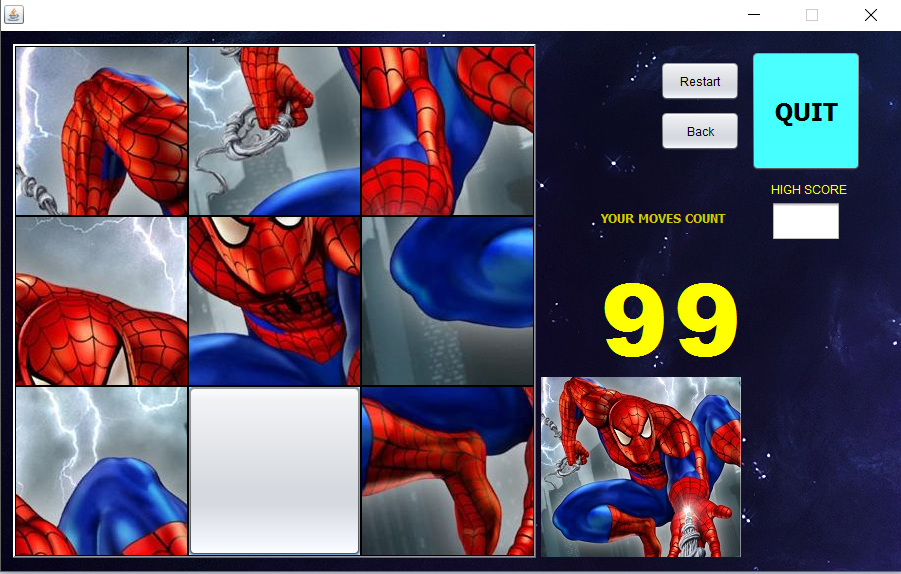 Restart
QUIT
Back
HIGH SCORE
YOUR MOVES COUNT
99